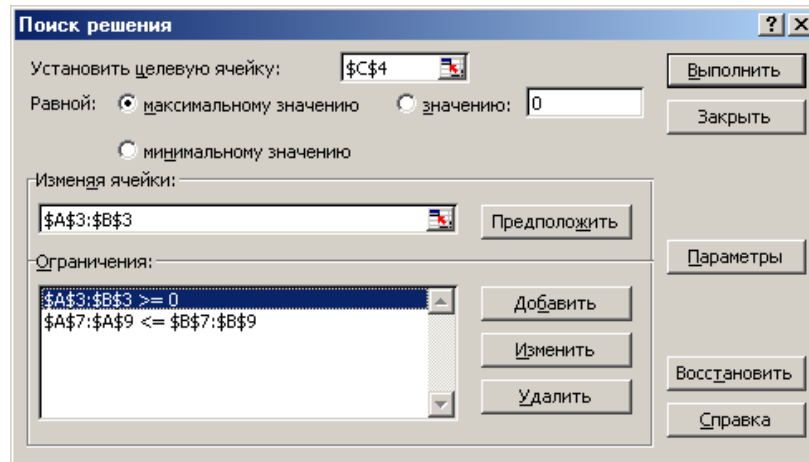 Поиск решения
Установить целевую ячейку: $C$4
Выполнить
Равной: максимальному значению значению: 0
Закрыть
минимальному значению
Изменяя ячейки:
$A$3:$B$3
Предположить
Ограничения:
Параметры
$A$3:$B$3 >= 0
$A$7:$A$9 <= $B$7:$B$9
Добавить
Изменить
Удалить
Восстановить
Справка